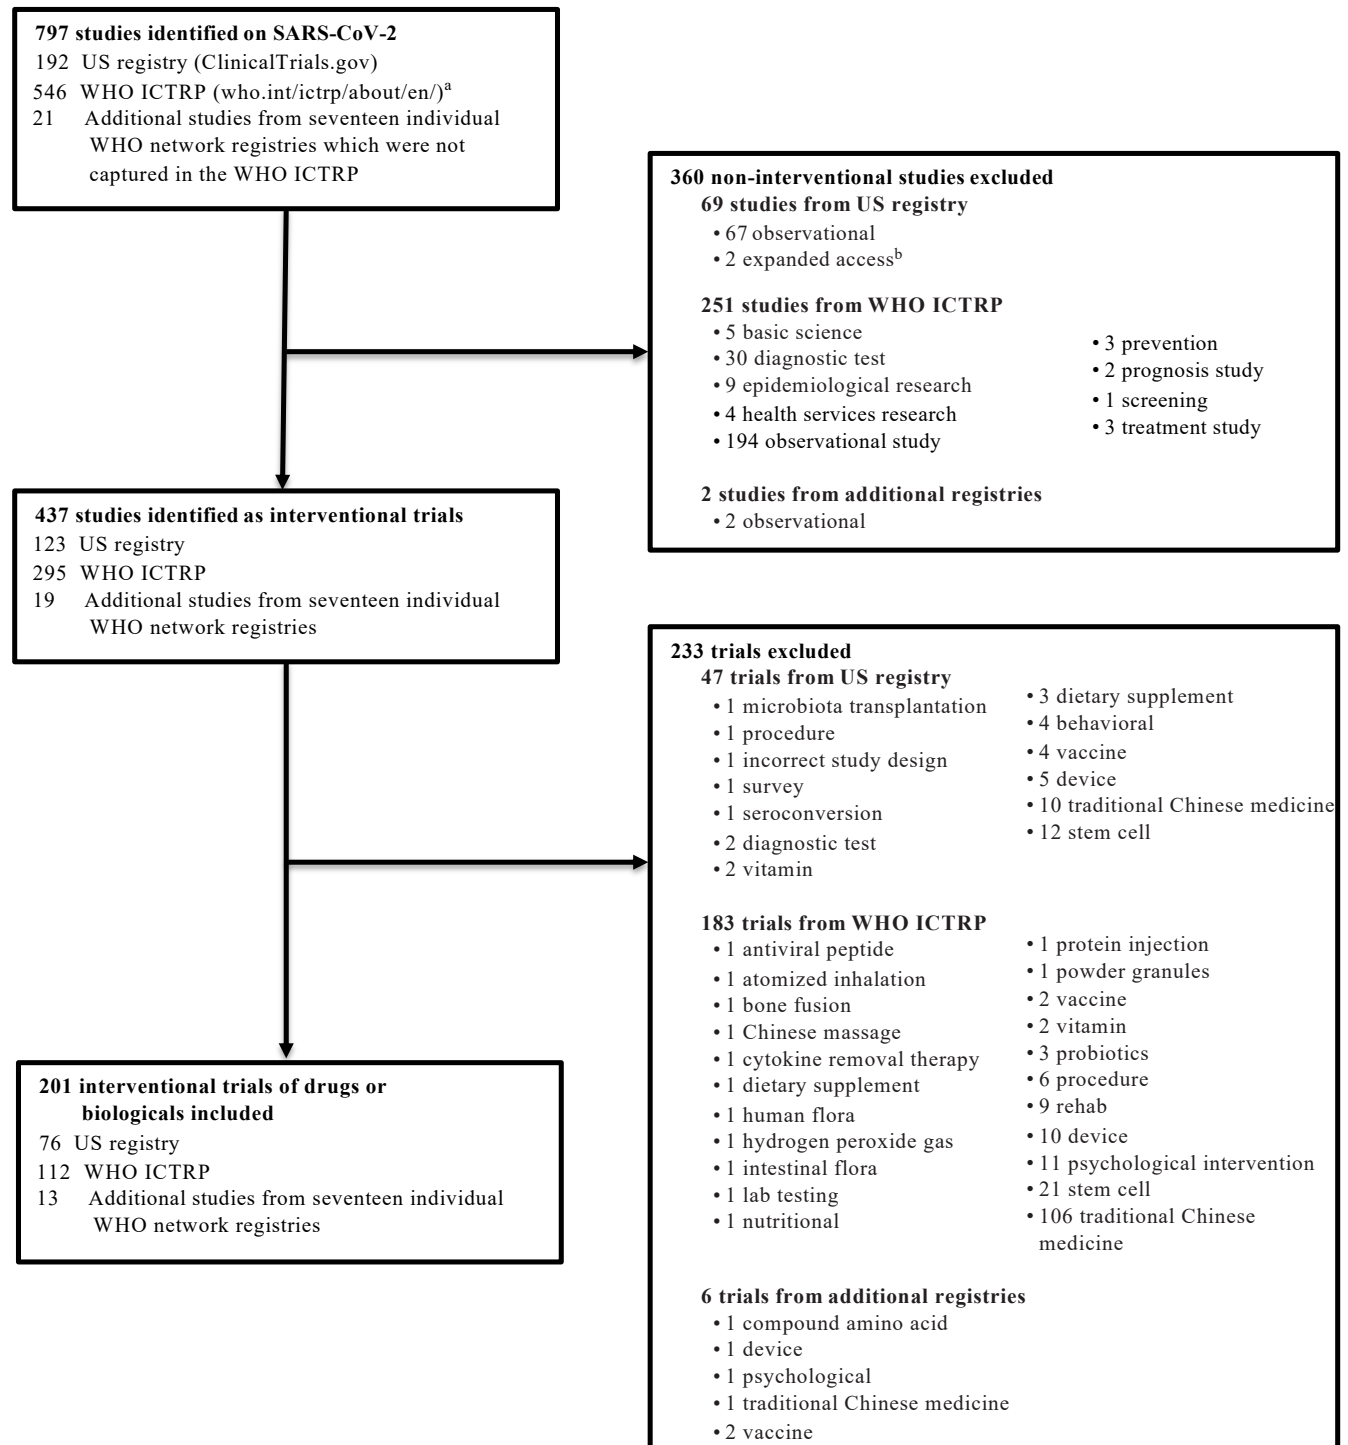 797 studies identified on SARS-CoV-2
192 US registry (ClinicalTrials.gov)
546 WHO ICTRP (who.int/ictrp/about/en/)a
21 Additional studies from seventeen individual
WHO network registries which were not
captured in the WHO ICTRP
360 non-interventional studies excluded
69 studies from US registry
• 67 observational
• 2 expanded accessb
251 studies from WHO ICTRP
• 5 basic science
• 30 diagnostic test
• 9 epidemiological research
• 4 health services research
• 194 observational study
• 3 prevention
• 2 prognosis study
• 1 screening
• 3 treatment study
2 studies from additional registries
• 2 observational
437 studies identified as interventional trials
123 US registry
295 WHO ICTRP
19 Additional studies from seventeen individual
WHO network registries
233 trials excluded
47 trials from US registry
• 1 microbiota transplantation
• 1 procedure
• 1 incorrect study design
• 1 survey
• 1 seroconversion
• 2 diagnostic test
• 2 vitamin
• 3 dietary supplement
• 4 behavioral
• 4 vaccine
• 5 device
• 10 traditional Chinese medicine
• 12 stem cell
183 trials from WHO ICTRP
• 1 antiviral peptide
• 1 atomized inhalation
• 1 bone fusion
• 1 Chinese massage
• 1 cytokine removal therapy
• 1 dietary supplement
• 1 human flora
• 1 hydrogen peroxide gas
• 1 intestinal flora
• 1 lab testing
• 1 nutritional
• 1 protein injection
• 1 powder granules
• 2 vaccine
• 2 vitamin
• 3 probiotics
• 6 procedure
• 9 rehab
• 10 device
• 11 psychological intervention
• 21 stem cell
• 106 traditional Chinese
medicine
6 trials from additional registries
• 1 compound amino acid
• 1 device
• 1 psychological
• 1 traditional Chinese medicine
• 2 vaccine
201 interventional trials of drugs or
biologicals included
76 US registry
112 WHO ICTRP
13 Additional studies from seventeen individual
WHO network registries